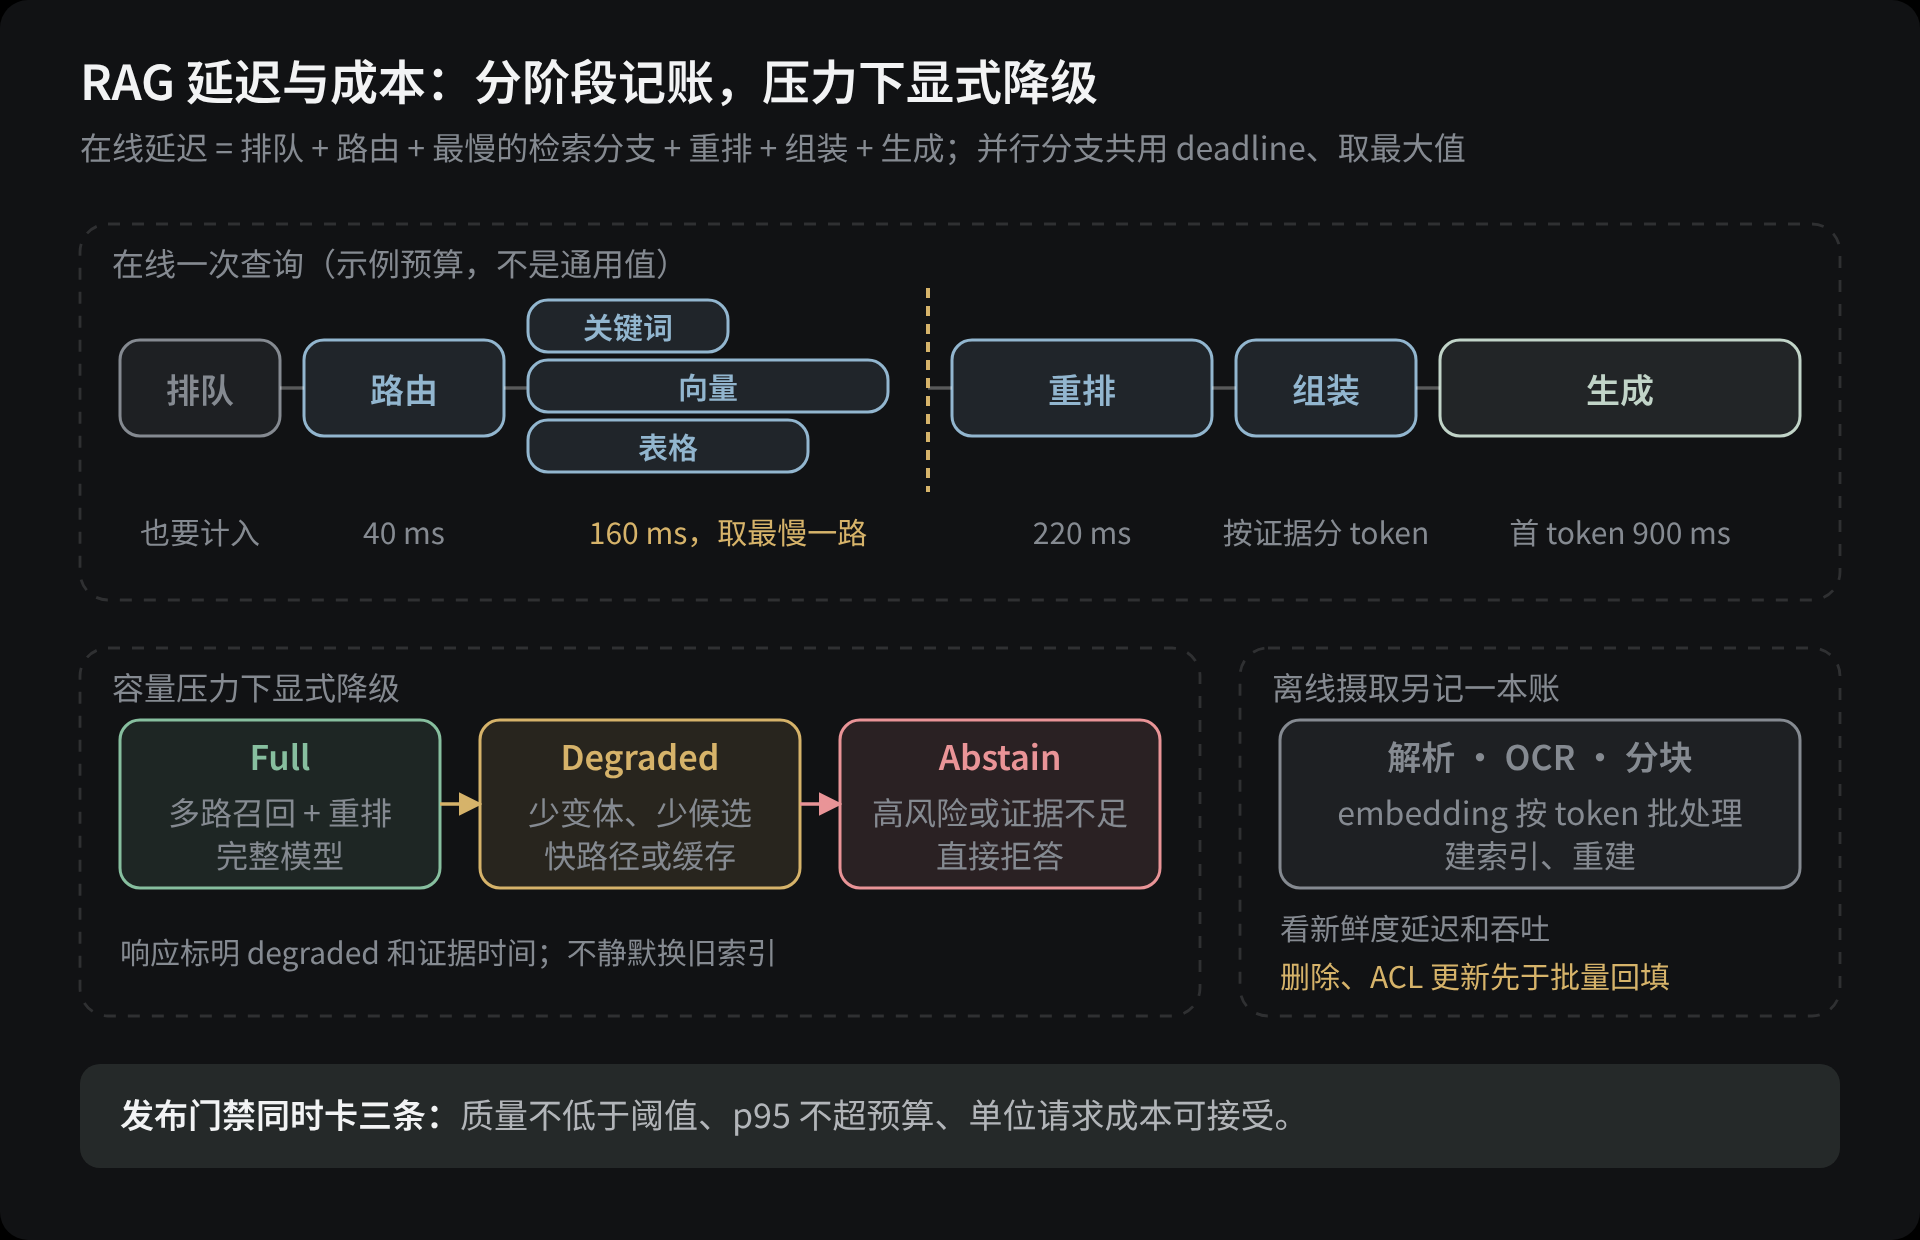 RAG 延迟与成本：分阶段记账，压力下显式降级
在线延迟 = 排队 + 路由 + 最慢的检索分支 + 重排 + 组装 + 生成；并行分支共用 deadline、取最大值
在线一次查询（示例预算，不是通用值）
排队
路由
关键词
向量
表格
重排
组装
生成
也要计入
40 ms
160 ms，取最慢一路
220 ms
按证据分 token
首 token 900 ms
容量压力下显式降级
Full
多路召回 + 重排
完整模型
Degraded
少变体、少候选
快路径或缓存
Abstain
高风险或证据不足
直接拒答
响应标明 degraded 和证据时间；不静默换旧索引
离线摄取另记一本账
解析 · OCR · 分块
embedding 按 token 批处理
建索引、重建
看新鲜度延迟和吞吐
删除、ACL 更新先于批量回填
发布门禁同时卡三条：质量不低于阈值、p95 不超预算、单位请求成本可接受。